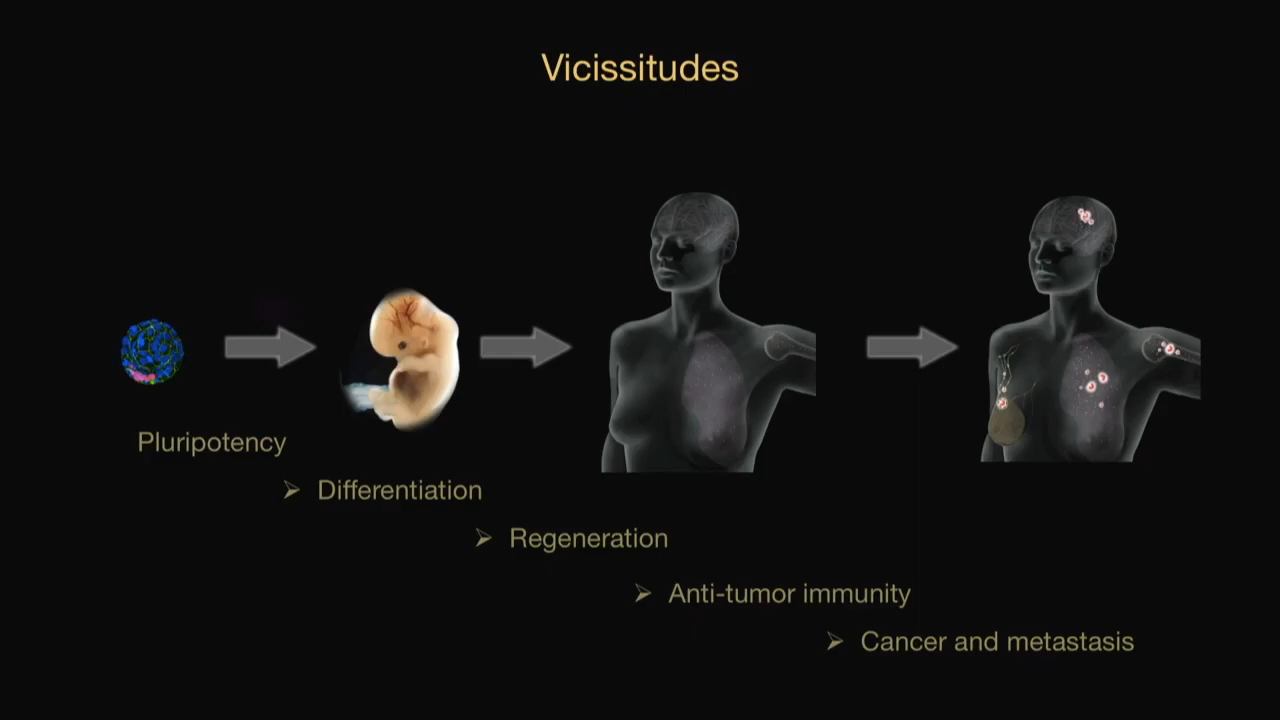 Vicissitudes
Pluripotency
➢ Differentiation
➢ Regeneration
➢ Anti-tumor immunity
➢ Cancer and metastasis